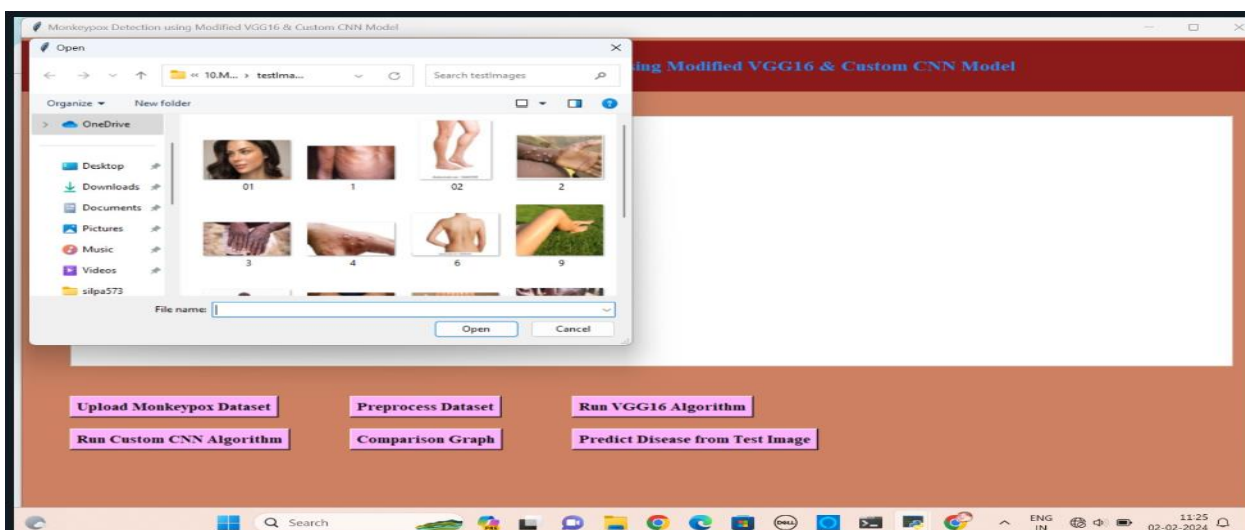 Monkeypox Detection using Modified VGG16 & Custom CNN Model
Open
ing Modified VGG16 & Custom CNN Model
« 10.M... › testIma...
Search testImages
Organize
New folder
OneDrive
Desktop
Downloads
Documents
Pictures
Music
Videos
silpa573
01 1 02 2
3 4 6 9
File name:
Open Cancel
Upload Monkeypox Dataset Preprocess Dataset Run VGG16 Algorithm
Run Custom CNN Algorithm Comparison Graph Predict Disease from Test Image
Search
ENG
IN
11:25
02-02-2024